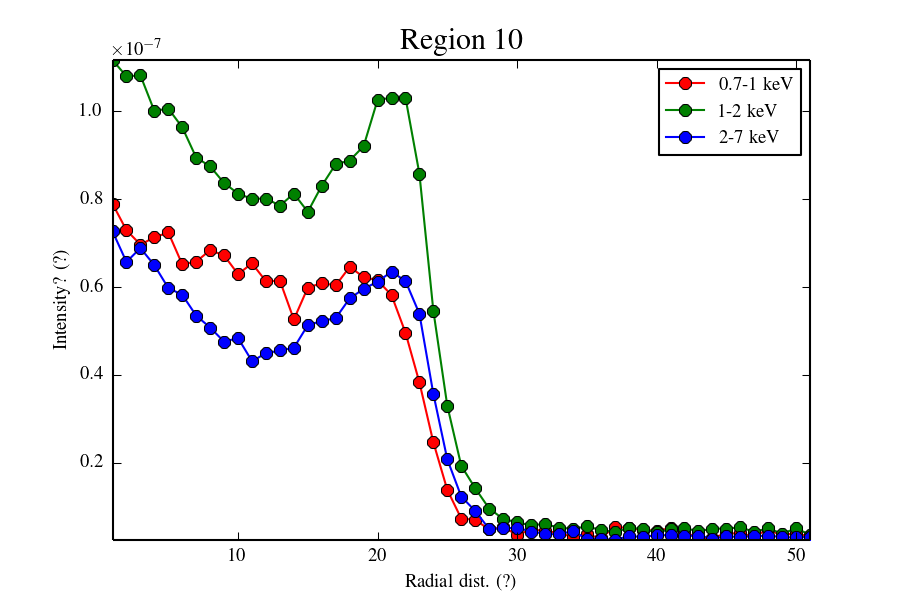 Region 10
×10⁻⁷
0.7-1 keV
1-2 keV
2-7 keV
1.0
0.8
0.6
0.4
0.2
Intensity? (?)
10 20 30 40 50
Radial dist. (?)